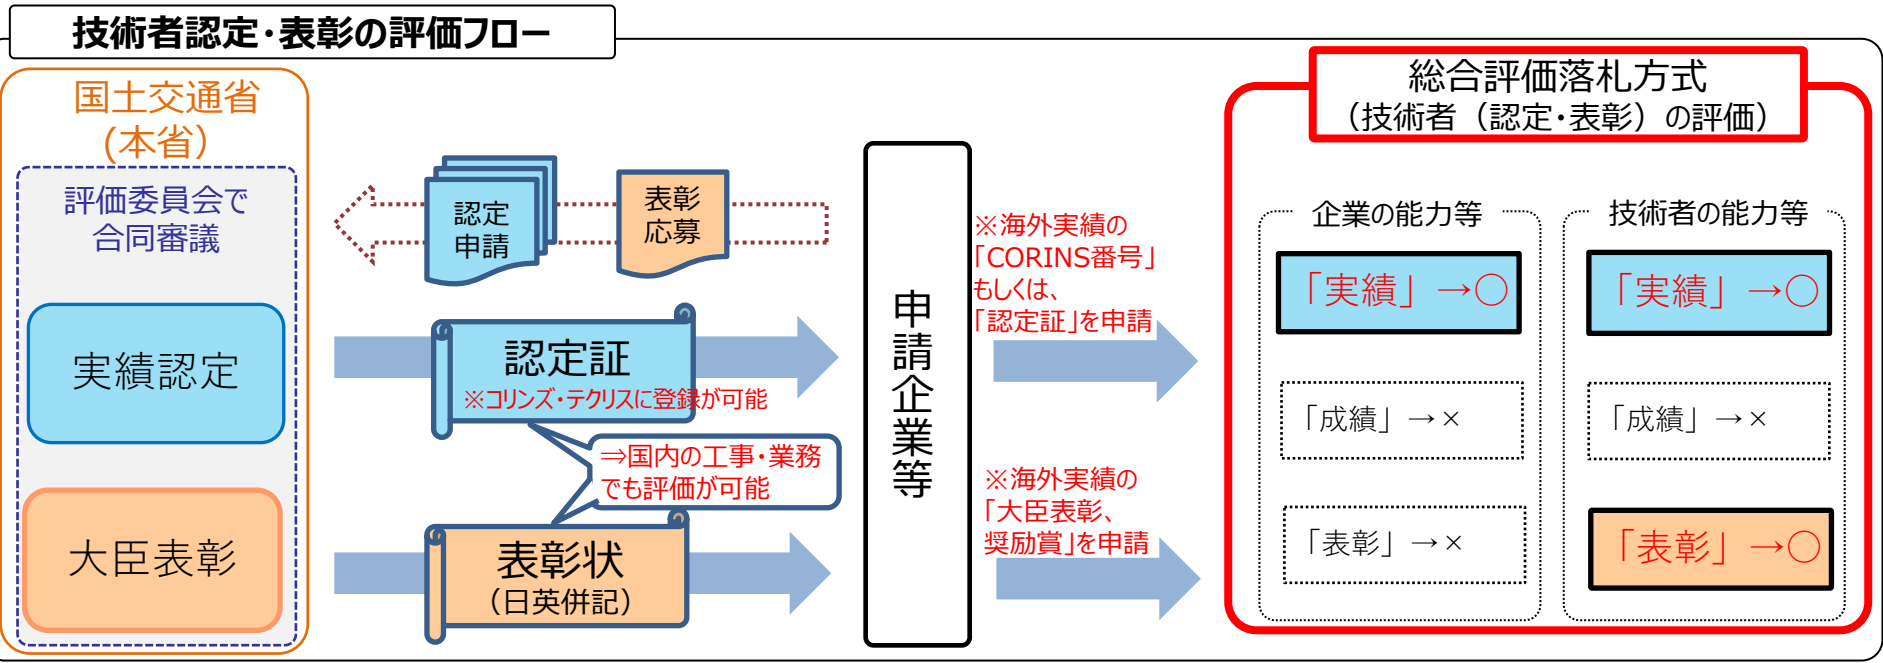 技術者認定・表彰の評価フロー
国土交通省
(本省)
評価委員会で
合同審議
実績認定
大臣表彰
認定
申請
表彰
応募
認定証
※コリンズ・テクリスに登録が可能
⇒国内の工事・業務
でも評価が可能
表彰状
（日英併記）
申請企業等
※海外実績の
「CORINS番号」
もしくは、
「認定証」を申請
※海外実績の
「大臣表彰、
奨励賞」を申請
総合評価落札方式
（技術者（認定・表彰）の評価）
企業の能力等
「実績」→〇
「成績」→×
「表彰」→×
技術者の能力等
「実績」→〇
「成績」→×
「表彰」→〇